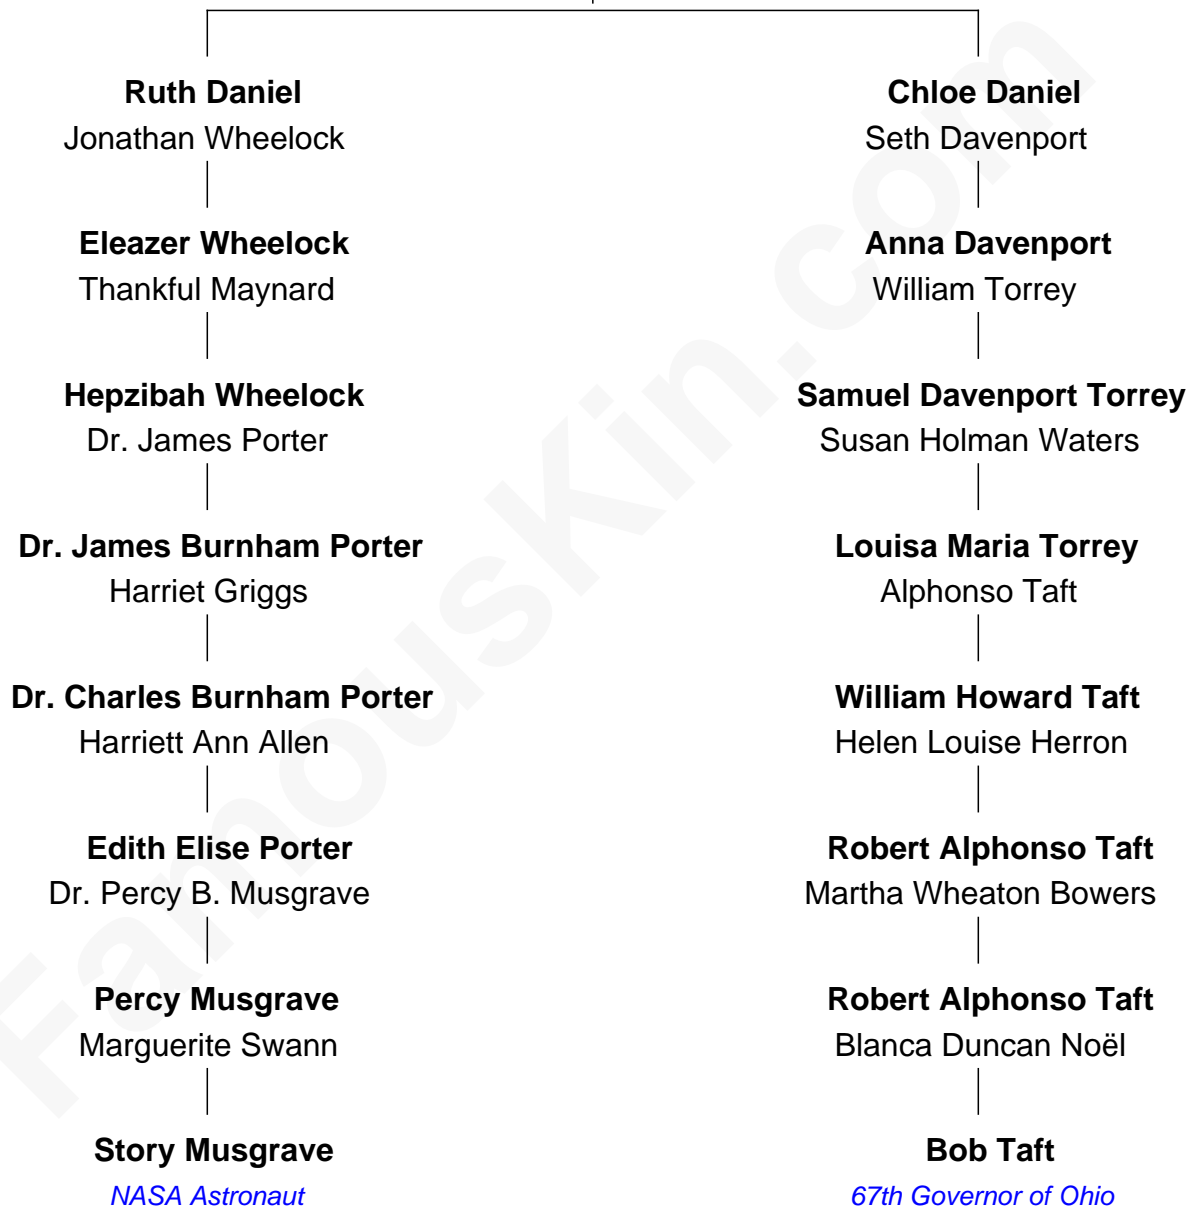 Ruth Daniel
Jonathan Wheelock
Eleazer Wheelock
Thankful Maynard
Hepzibah Wheelock
Dr. James Porter
Dr. James Burnham Porter
Harriet Griggs
Dr. Charles Burnham Porter
Harriett Ann Allen
Edith Elise Porter
Dr. Percy B. Musgrave
Percy Musgrave
Marguerite Swann
Story Musgrave
NASA Astronaut
Chloe Daniel
Seth Davenport
Anna Davenport
William Torrey
Samuel Davenport Torrey
Susan Holman Waters
Louisa Maria Torrey
Alphonso Taft
William Howard Taft
Helen Louise Herron
Robert Alphonso Taft
Martha Wheaton Bowers
Robert Alphonso Taft
Blanca Duncan Noël
Bob Taft
67th Governor of Ohio
FamousKin.com